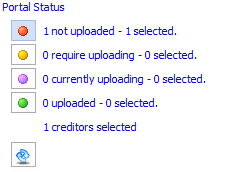 Portal Status
1 not uploaded - 1 selected.
0 require uploading - 0 selected.
0 currently uploading - 0 selected.
0 uploaded - 0 selected.
1 creditors selected